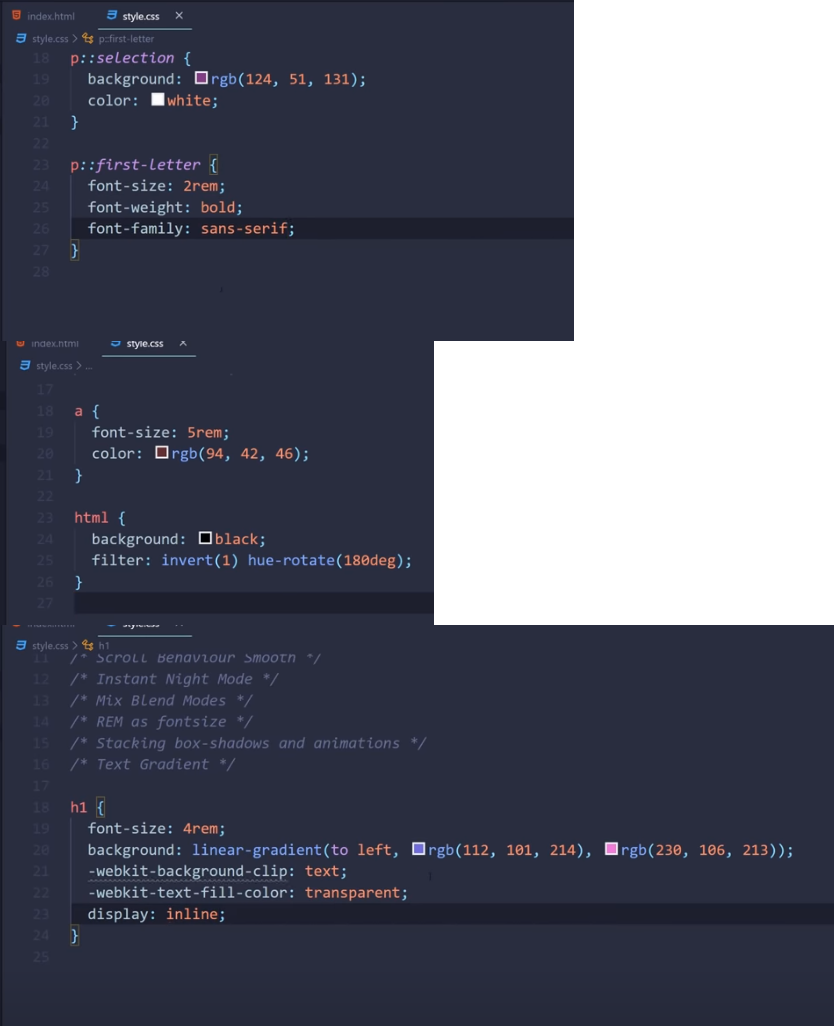 index.html style.css ×
style.css > p::first-letter
18 p::selection {
19 background: rgb(124, 51, 131);
20 color: white;
21 }
22
23 p::first-letter {
24 font-size: 2rem;
25 font-weight: bold;
26 font-family: sans-serif;
27 }
28
index.html style.css ×
style.css > ...
17
18 a {
19 font-size: 5rem;
20 color: rgb(94, 42, 46);
21 }
22
23 html {
24 background: black;
25 filter: invert(1) hue-rotate(180deg);
26 }
27
index.html style.css
style.css > h1
11 /* Scroll Behaviour Smooth */
12 /* Instant Night Mode */
13 /* Mix Blend Modes */
14 /* REM as fontsize */
15 /* Stacking box-shadows and animations */
16 /* Text Gradient */
17
18 h1 {
19 font-size: 4rem;
20 background: linear-gradient(to left, rgb(112, 101, 214), rgb(230, 106, 213));
21 -webkit-background-clip: text;
22 -webkit-text-fill-color: transparent;
23 display: inline;
24 }
25